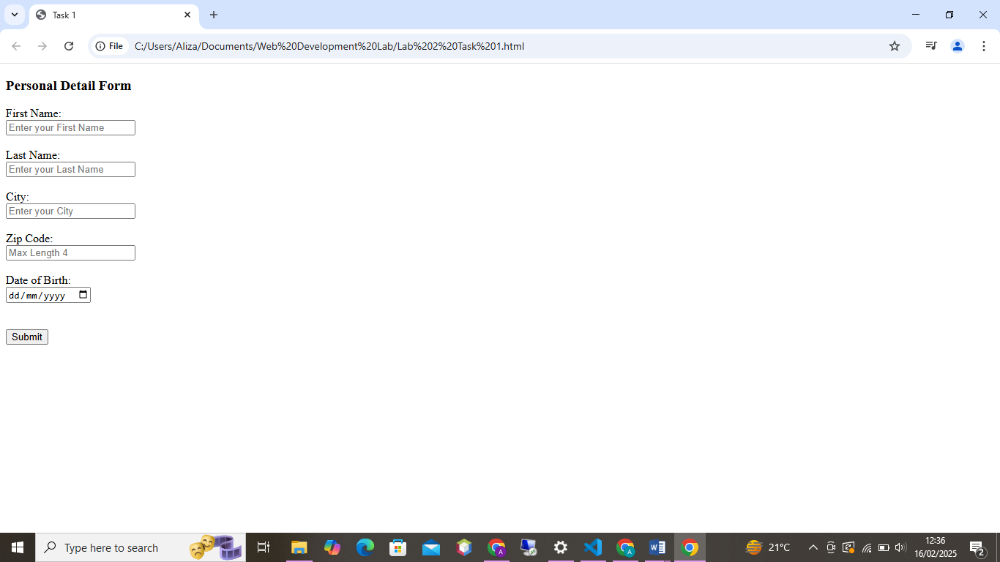 Task 1
File
C:/Users/Aliza/Documents/Web%20Development%20Lab/Lab%202%20Task%201.html
Personal Detail Form
First Name:
Enter your First Name
Last Name:
Enter your Last Name
City:
Enter your City
Zip Code:
Max Length 4
Date of Birth:
dd/mm/yyyy
Submit
Type here to search
A
A
W
21°C
12:36
16/02/2025
2